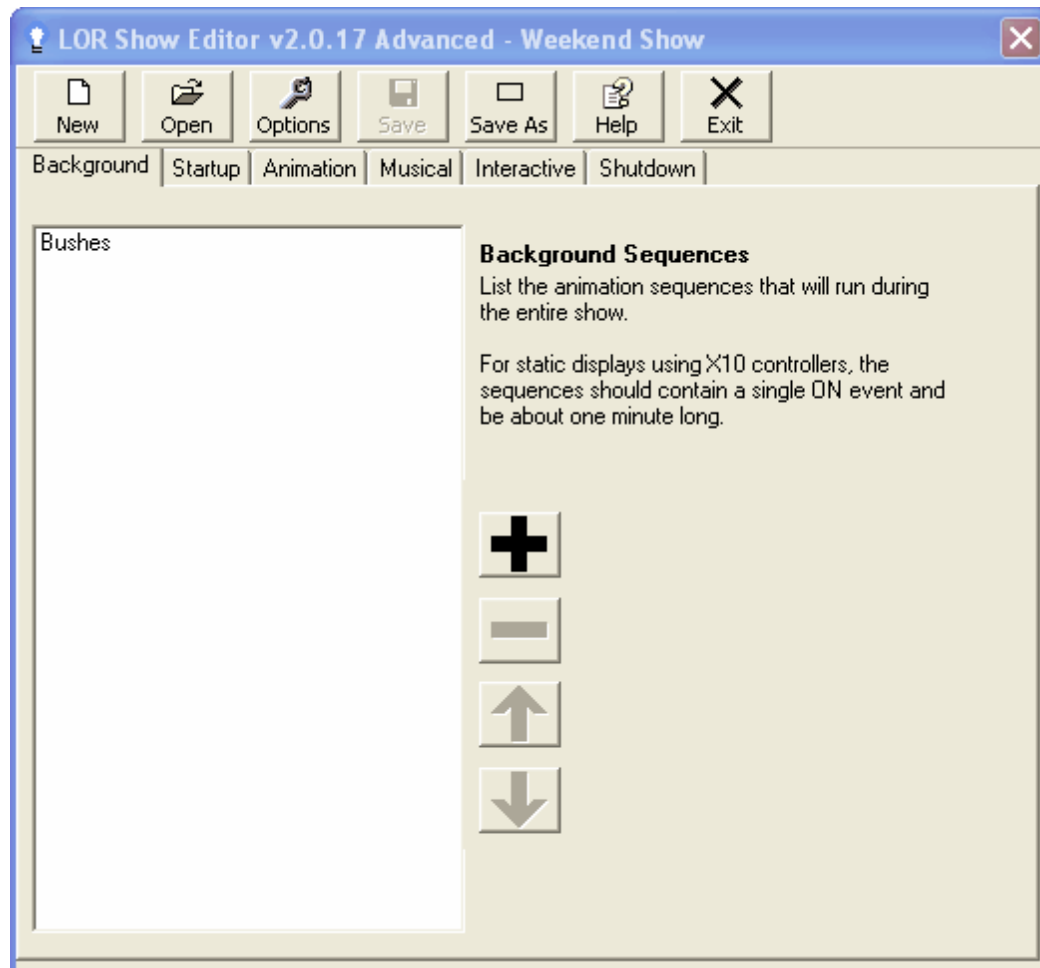 LOR Show Editor v2.0.17 Advanced - Weekend Show
New Open Options Save Save As Help Exit
Background Startup Animation Musical Interactive Shutdown
Bushes
Background Sequences
List the animation sequences that will run during
the entire show.
For static displays using X10 controllers, the
sequences should contain a single ON event and
be about one minute long.